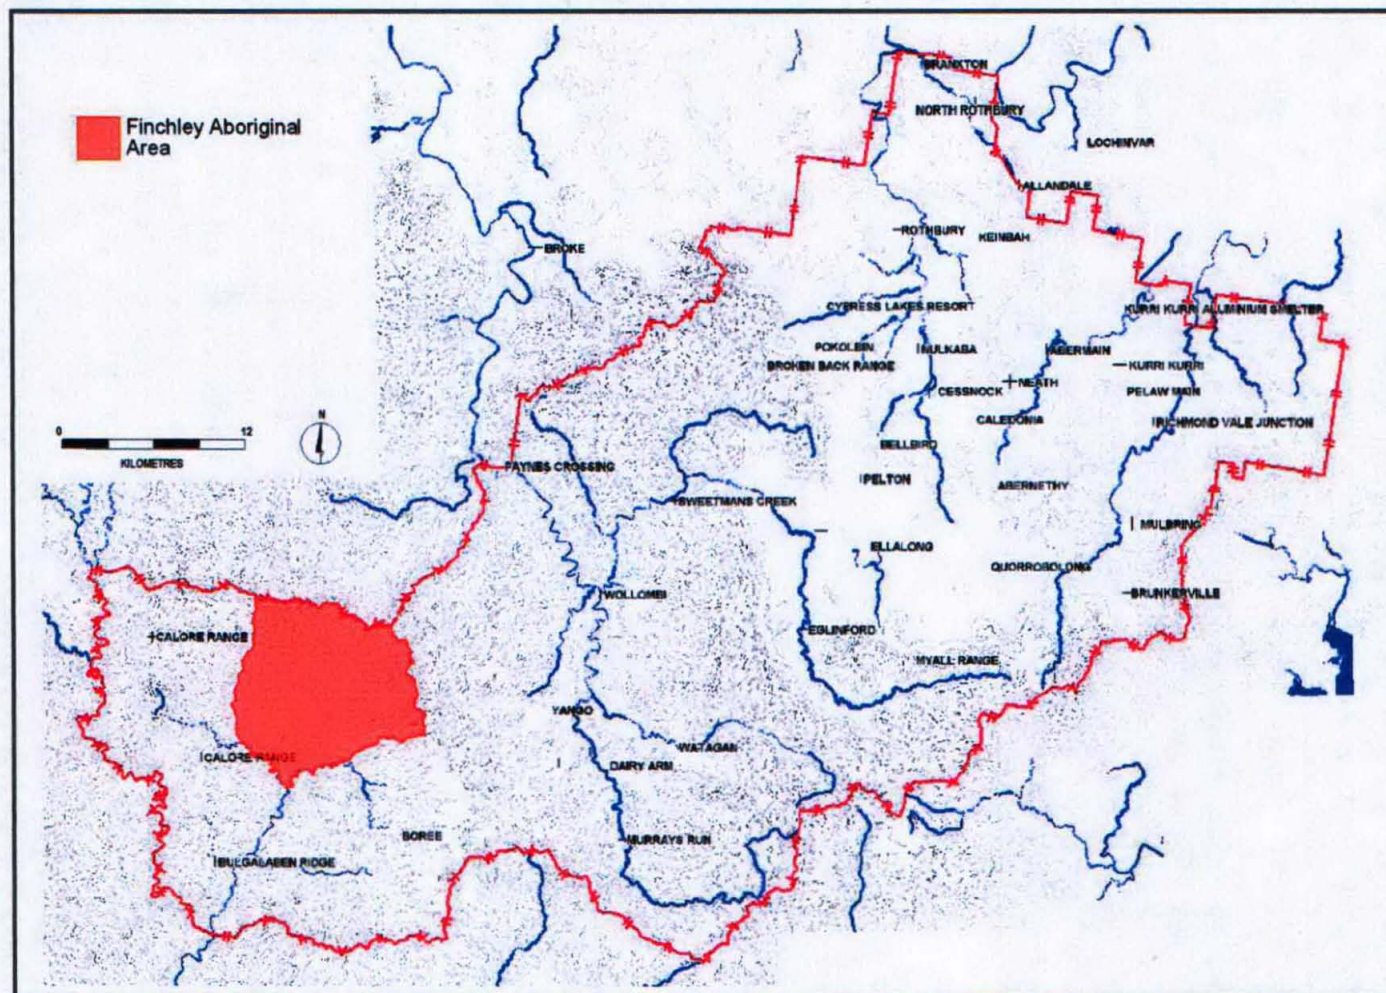 BRANXTON
NORTH ROTHBURY
Finchley Aboriginal
Area
LOCHINVAR
ALLANDALE
ROTHBURY
KEINBAH
BROKE
CYPRESS LAKES RESORT
KURRI KURRI ALUMINIUM SMELTER
POKOLBIN
NULKABA
ABERMAIN
BROKEN BACK RANGE
KURRI KURRI
CESSNOCK
NEATH
PELAW MAIN
N
CALEDONIA
RICHMOND VALE JUNCTION
0 12
KILOMETRES
BELLBIRD
PAYNES CROSSING
PELTON
ABERNETHY
SWEETMANS CREEK
MULBRING
ELLALONG
QUORROBOLONG
WOLLOMBI
BRUNKERVILLE
CALORE RANGE
EGLINFORD
MYALL RANGE
YANGO
WATAGAN
CALORE RANGE
DAIRY ARM
BOREE
MURRAYS RUN
BULGALABEN RIDGE